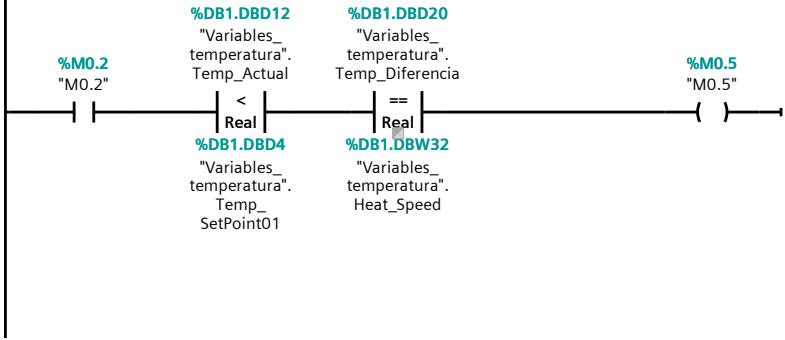 %DB1.DBD12
"Variables_
temperatura".
Temp_Actual
%DB1.DBD20
"Variables_
temperatura".
Temp_Diferencia
%M0.2
"M0.2"
%M0.5
"M0.5"
<
Real
==
Real
%DB1.DBD4
"Variables_
temperatura".
Temp_
SetPoint01
%DB1.DBW32
"Variables_
temperatura".
Heat_Speed